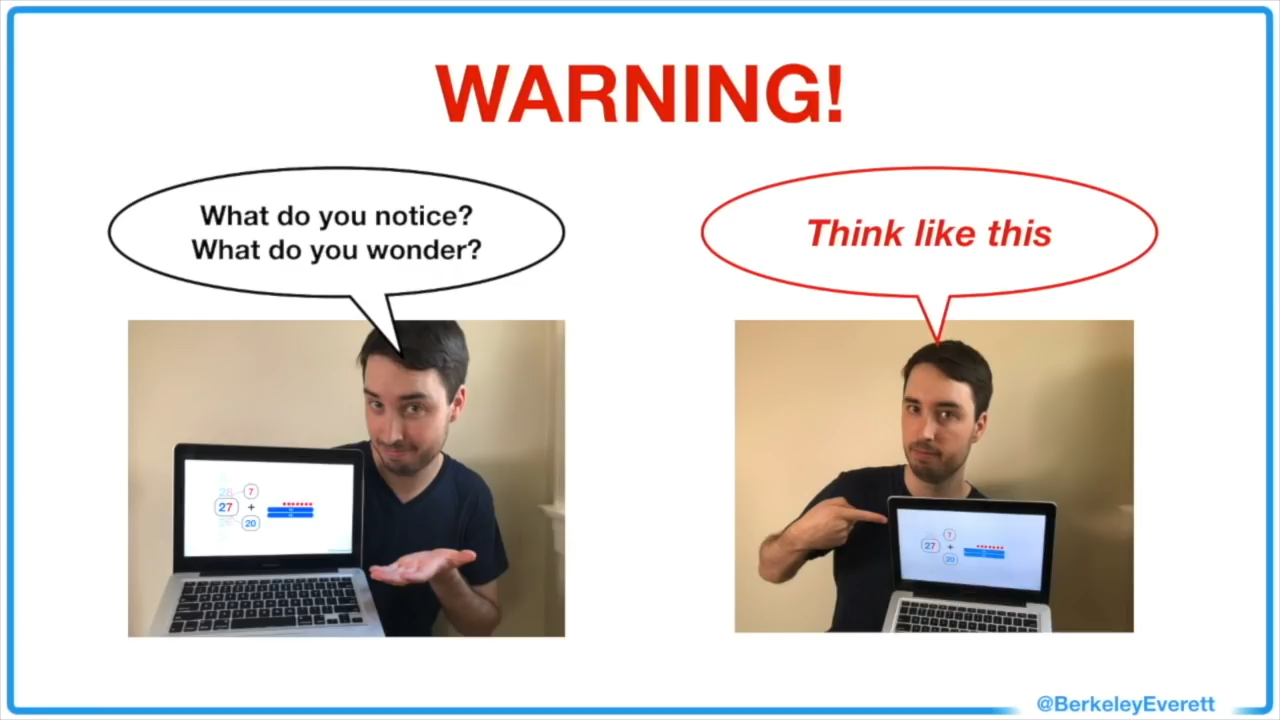 WARNING!
What do you notice?
What do you wonder?
Think like this
7
27
+
20
7
27
+
20
@BerkeleyEverett